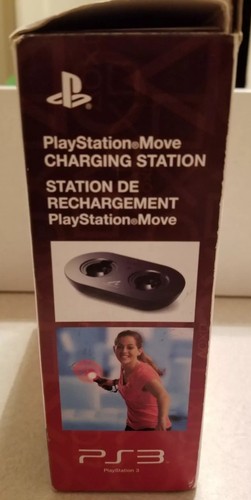 PlayStation®Move
CHARGING STATION
STATION DE
RECHARGEMENT
PlayStation®Move
PS3
PlayStation 3